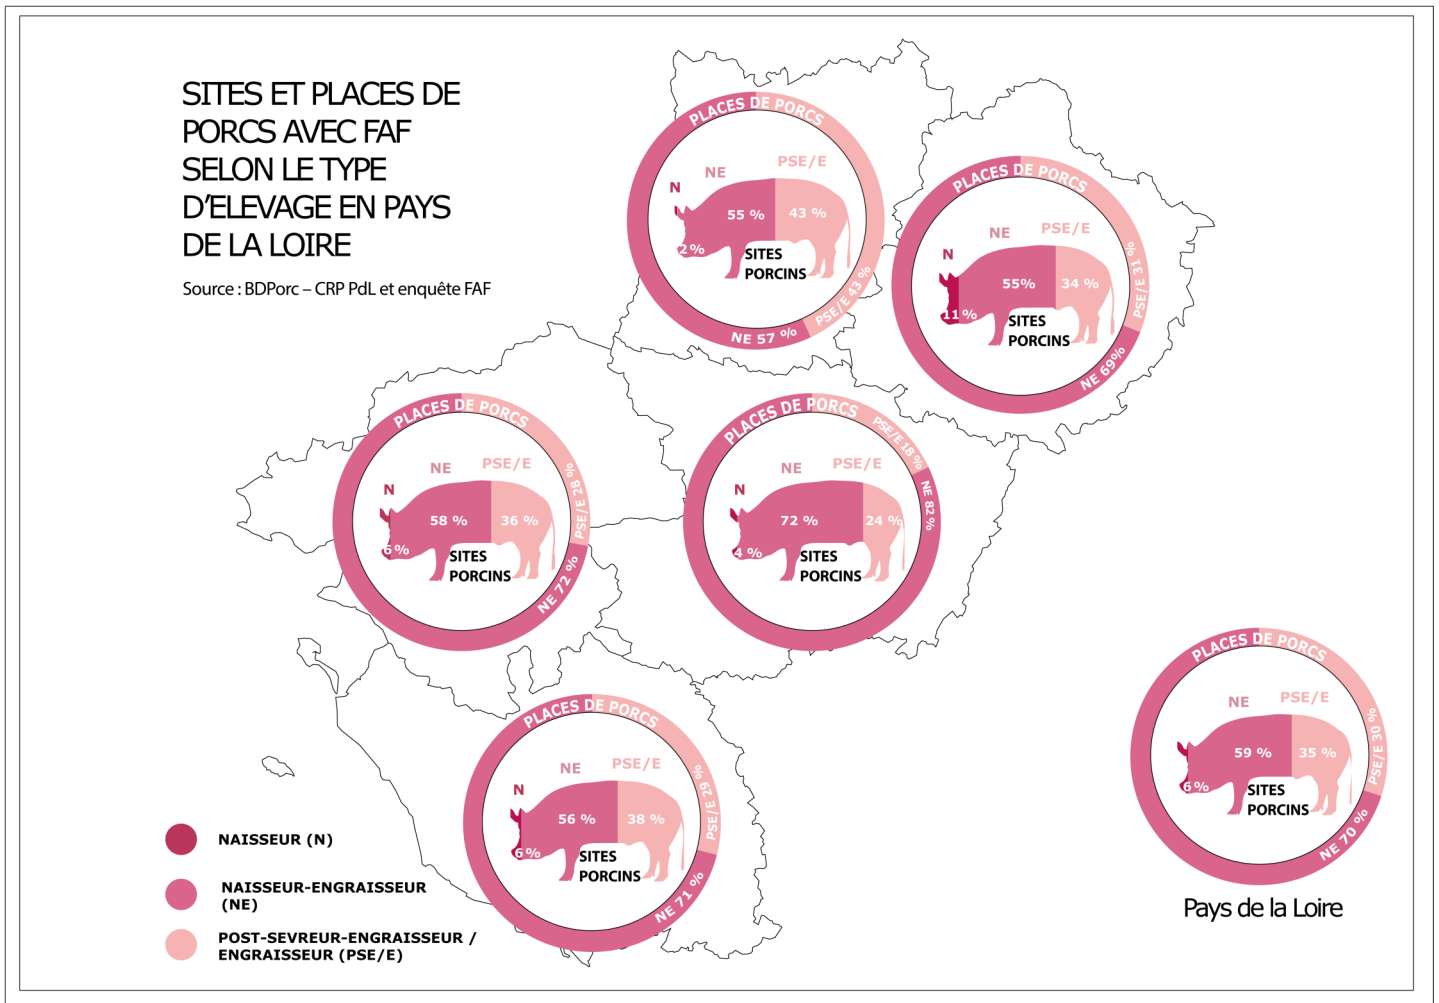 SITES ET PLACES DE
PORCS AVEC FAF
SELON LE TYPE
D'ELEVAGE EN PAYS
DE LA LOIRE
Source : BDPorc – CRP PdL et enquête FAF
PLACES DE PORCS
PSE/E
NE
N
55 %
43 %
2%
SITES
PORCINS
PSE/E 43 %
NE 57 %
PLACES DE PORCS
PSE/E
NE
N
55%
34 %
11 %
SITES
PORCINS
PSE/E 31 %
NE 69%
PLACES DE PORCS
NE
PSE/E
N
58 %
36 %
6 %
SITES
PORCINS
PSE/E 28 %
NE 72 %
PLACES DE PORCS
PSE/E 18 %
NE
PSE/E
N
72 %
24 %
4 %
SITES
PORCINS
NE 82 %
PLACES DE PORCS
NE
PSE/E
N
56 %
38 %
6 %
SITES
PORCINS
PSE/E 29 %
NE 71 %
PLACES DE PORCS
NE
PSE/E
59 %
35 %
6 %
SITES
PORCINS
PSE/E 30 %
NE 70 %
Pays de la Loire
NAISSEUR (N)
NAISSEUR-ENGRAISSEUR
(NE)
POST-SEVREUR-ENGRAISSEUR /
ENGRAISSEUR (PSE/E)